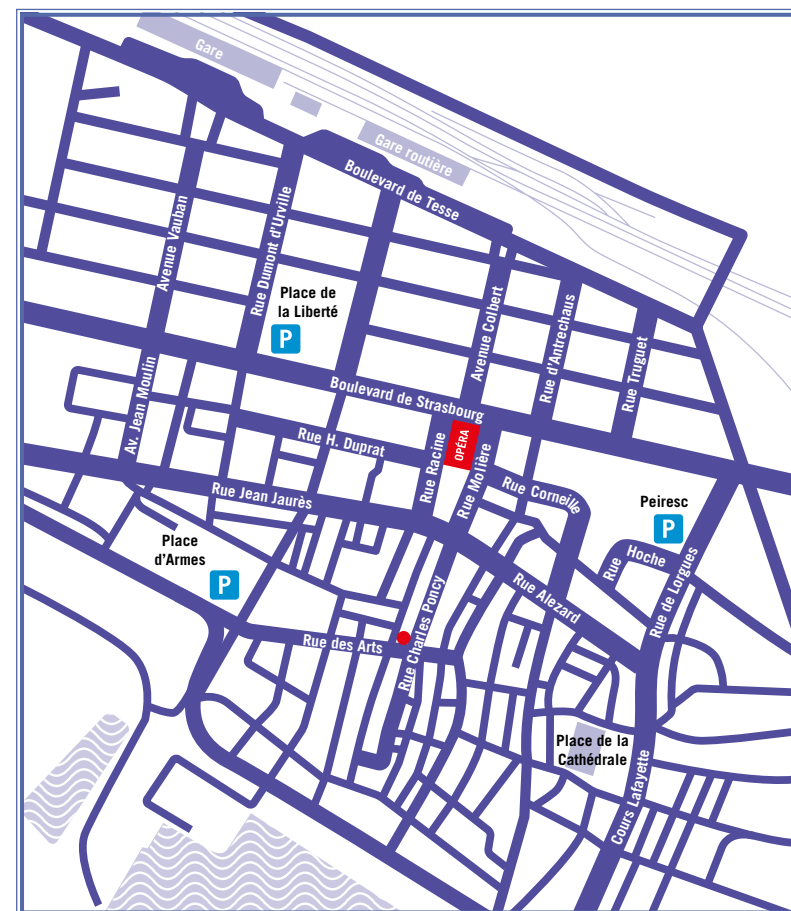 Gare
Gare routière
Boulevard de Tesse
Avenue Vauban
Rue Dumont d'Urville
Place de
la Liberté
P
Avenue Colbert
Rue d'Antrechaus
Rue Truguet
Av. Jean Moulin
Boulevard de Strasbourg
OPÉRA
Rue H. Duprat
Rue Racine
Rue Molière
Rue Corneille
Rue Jean Jaurès
Peiresc
P
Place
d'Armes
P
Rue
Hoche
Rue de Lorgues
Rue Alezard
Rue Charles Poncy
Rue des Arts
Place de la
Cathédrale
Cours Lafayette